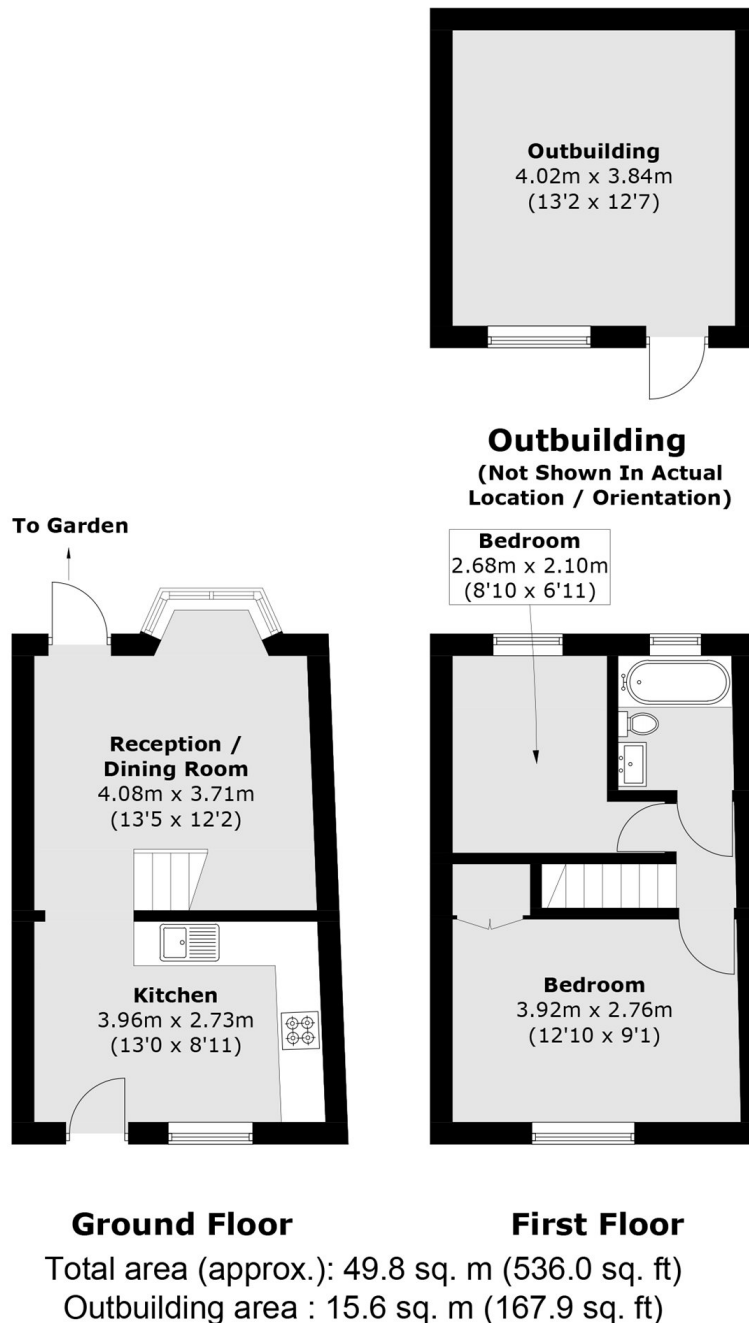 Outbuilding
4.02m x 3.84m
(13'2 x 12'7)
Outbuilding
(Not Shown In Actual
Location / Orientation)
To Garden
Bedroom
2.68m x 2.10m
(8'10 x 6'11)
Reception /
Dining Room
4.08m x 3.71m
(13'5 x 12'2)
Kitchen
3.96m x 2.73m
(13'0 x 8'11)
Bedroom
3.92m x 2.76m
(12'10 x 9'1)
Ground Floor
First Floor
Total area (approx.): 49.8 sq. m (536.0 sq. ft)
Outbuilding area : 15.6 sq. m (167.9 sq. ft)